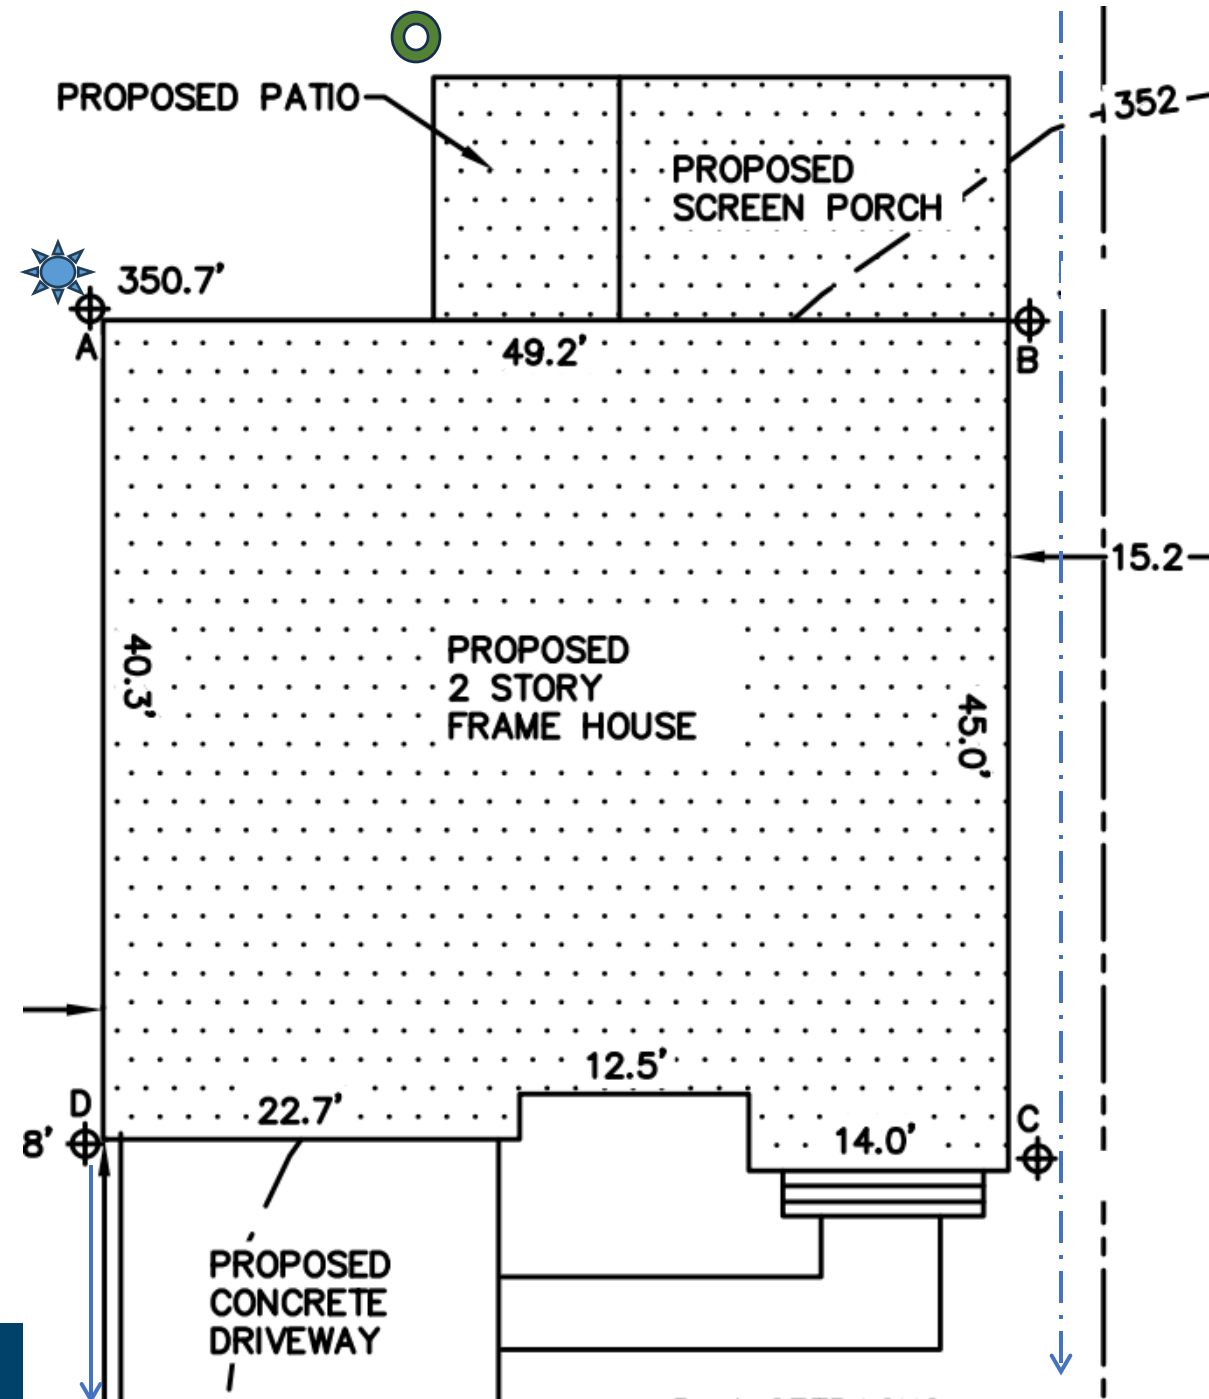 PROPOSED PATIO
352
PROPOSED
SCREEN PORCH
350.7'
A
49.2'
B
15.2
PROPOSED
2 STORY
FRAME HOUSE
40.3'
45.0'
12.5'
D
22.7'
C
14.0'
8'
PROPOSED
CONCRETE
DRIVEWAY